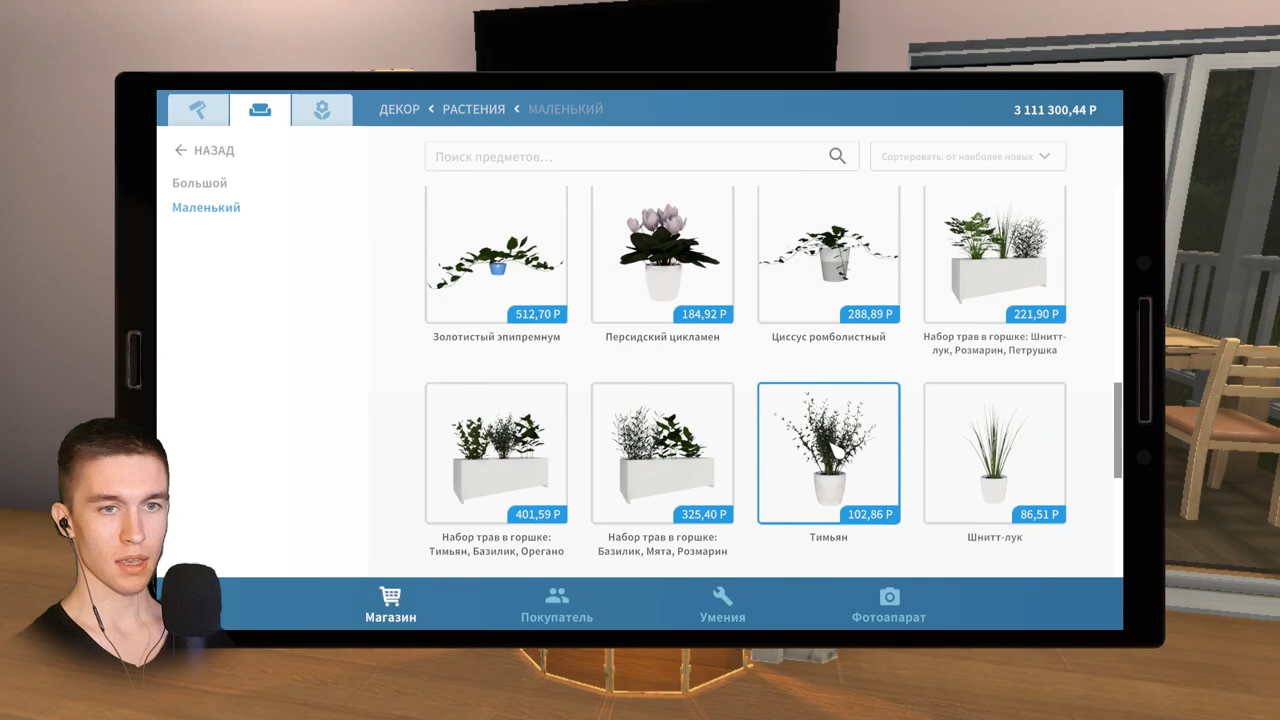 ДЕКОР < РАСТЕНИЯ < МАЛЕНЬКИЙ
3 111 300,44 Р
НАЗАД
Большой
Маленький
Поиск предметов...
Сортировать: от наиболее новых
512,70 Р
184,92 Р
288,89 Р
221,90 Р
Золотистый эпипремнум
Персидский цикламен
Циссус ромболистный
Набор трав в горшке: Шнитт-
лук, Розмарин, Петрушка
401,59 Р
325,40 Р
102,86 Р
86,51 Р
Набор трав в горшке:
Тимьян, Базилик, Орегано
Набор трав в горшке:
Базилик, Мята, Розмарин
Тимьян
Шнитт-лук
Магазин
Покупатель
Умения
Фотоаппарат